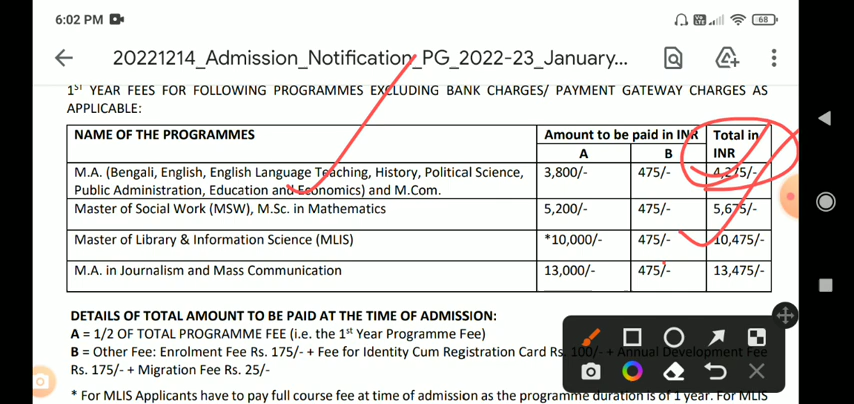 6:02 PM 68
20221214_Admission_Notification_PG_2022-23_January...
1ST YEAR FEES FOR FOLLOWING PROGRAMMES EXCLUDING BANK CHARGES/ PAYMENT GATEWAY CHARGES AS
APPLICABLE:
NAME OF THE PROGRAMMES Amount to be paid in INR Total in INR
A B
M.A. (Bengali, English, English Language Teaching, History, Political Science, 3,800/- 475/- 4,275/-
Public Administration, Education and Economics) and M.Com.
Master of Social Work (MSW), M.Sc. in Mathematics 5,200/- 475/- 5,675/-
Master of Library & Information Science (MLIS) *10,000/- 475/- 10,475/-
M.A. in Journalism and Mass Communication 13,000/- 475/- 13,475/-
DETAILS OF TOTAL AMOUNT TO BE PAID AT THE TIME OF ADMISSION:
A = 1/2 OF TOTAL PROGRAMME FEE (i.e. the 1st Year Programme Fee)
B = Other Fee: Enrolment Fee Rs. 175/- + Fee for Identity Cum Registration Card Rs. 100/- + Annual Development Fee
Rs. 175/- + Migration Fee Rs. 25/-
* For MLIS Applicants have to pay full course fee at time of admission as the programme duration is of 1 year. For MLIS